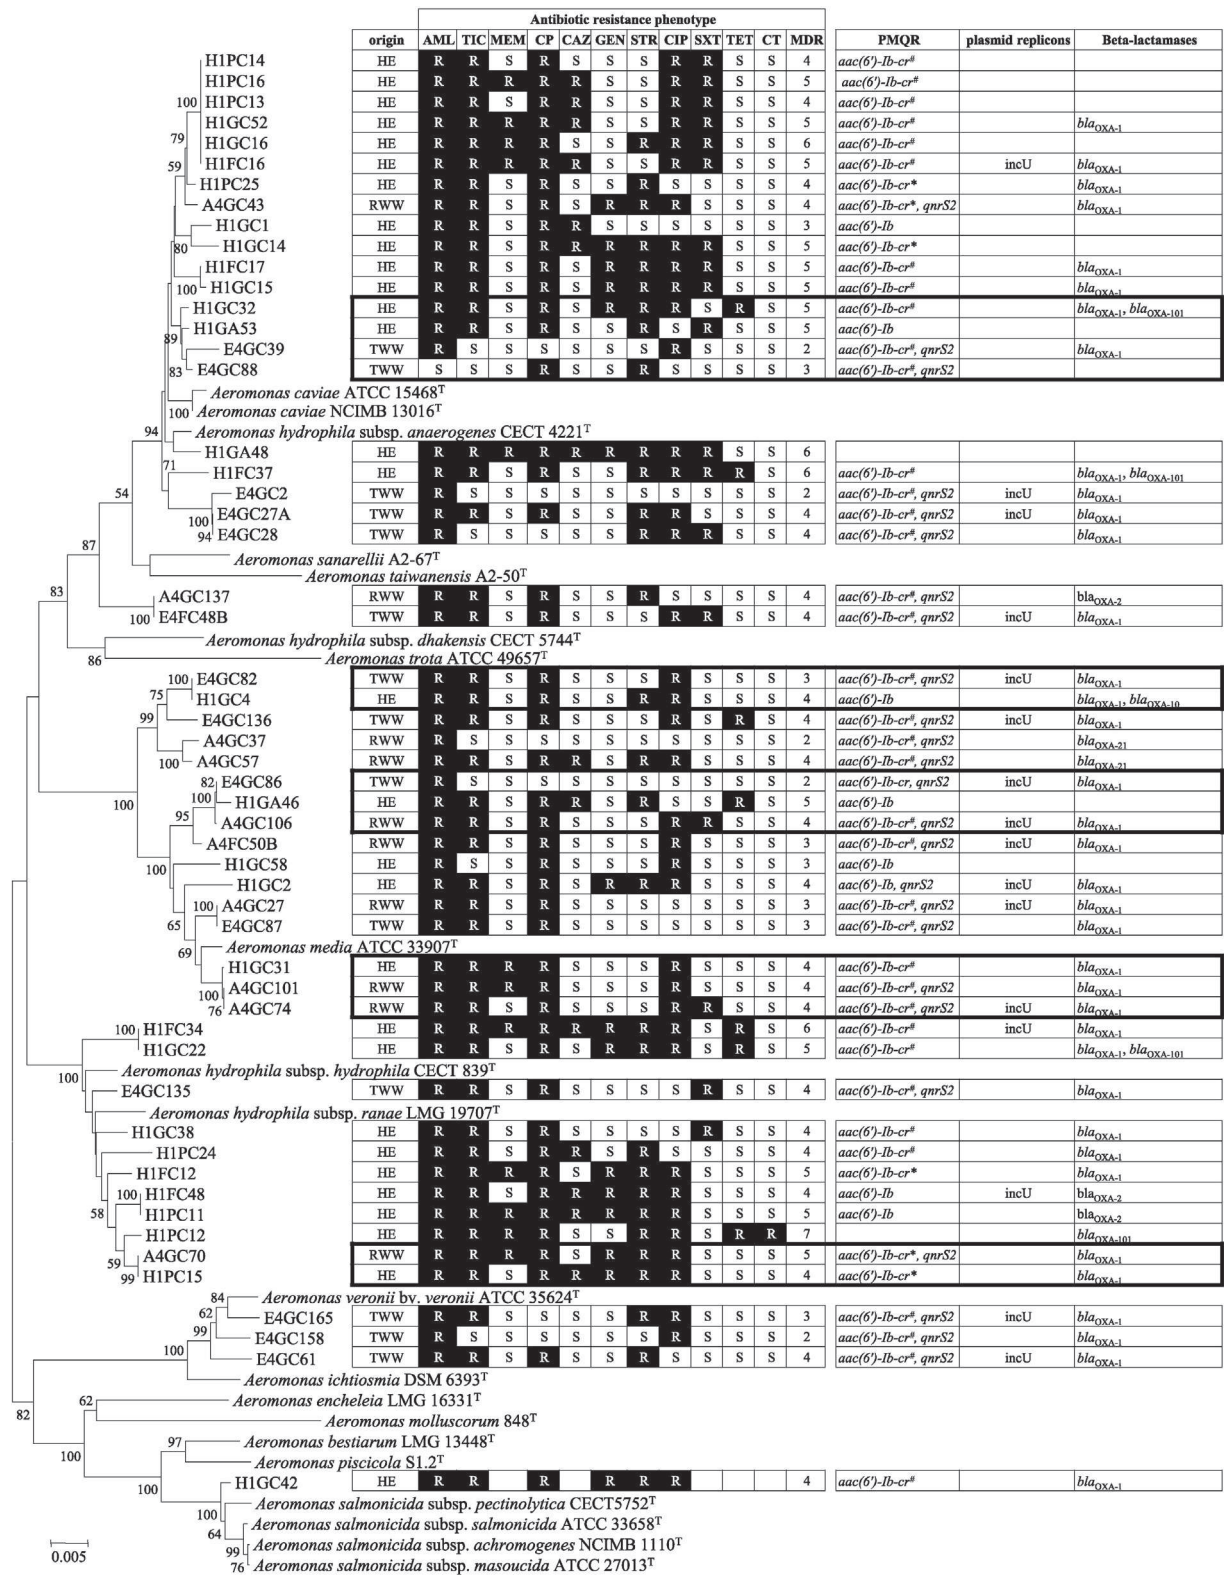 Antibiotic resistance phenotype
origin AML TIC MEM CP CAZ GEN STR CIP SXT TET CT MDR PMQR plasmid replicons Beta-lactamases
H1PC14 HE R R S R S S S R R S S 4 aac(6')-Ib-cr#
H1PC16 HE R R R R R S S R R S S 5 aac(6')-Ib-cr#
H1PC13 HE R R S R R S S R R S S 4 aac(6')-Ib-cr#
100
H1GC52 HE R R R R R S S R R S S 5 aac(6')-Ib-cr# blaOXA-1
79
H1GC16 HE R R R R S S R R R S S 6 aac(6')-Ib-cr#
59
H1FC16 HE R R R R R S S R R S S 5 aac(6')-Ib-cr# incU blaOXA-1
H1PC25 HE R R S R S S R S S S S 4 aac(6')-Ib-cr* blaOXA-1
A4GC43 RWW R R S R S R R R S S S 4 aac(6')-Ib-cr*, qnrS2 blaOXA-1
H1GC1 HE R R S R R S S S S S S 3 aac(6')-Ib
80
H1GC14 HE R R S R R R R R R S S 5 aac(6')-Ib-cr*
H1FC17 HE R R S R S R R R R S S 5 aac(6')-Ib-cr# blaOXA-1
100
H1GC15 HE R R S R S R R R R S S 5 aac(6')-Ib-cr# blaOXA-1
H1GC32 HE R R S R S R R R S R S 5 aac(6')-Ib-cr# blaOXA-1, blaOXA-101
H1GA53 HE R R S R S S R S R S S 5 aac(6')-Ib
89
E4GC39 TWW R S S S S S S R S S S 2 aac(6')-Ib-cr#, qnrS2 blaOXA-1
83
E4GC88 TWW S S S R S S R S S S S 3 aac(6')-Ib-cr#, qnrS2
Aeromonas caviae ATCC 15468T
100
Aeromonas caviae NCIMB 13016T
94
Aeromonas hydrophila subsp. anaerogenes CECT 4221T
H1GA48 HE R R R R R R R R R S S 6
71
H1FC37 HE R R S R S S R R R R S 6 aac(6')-Ib-cr# blaOXA-1, blaOXA-101
54
E4GC2 TWW R S S S S S S R S S S 2 aac(6')-Ib-cr#, qnrS2 incU blaOXA-1
100
E4GC27A TWW R R S R S S R R S S S 4 aac(6')-Ib-cr#, qnrS2 incU blaOXA-1
94
E4GC28 TWW R S S S S S R R R S S 4 aac(6')-Ib-cr#, qnrS2 blaOXA-1
87
Aeromonas sanarellii A2-67T
Aeromonas taiwanensis A2-50T
83
A4GC137 RWW R R S R S S R S S S S 4 aac(6')-Ib-cr#, qnrS2 blaOXA-2
100
E4FC48B TWW R R S R S S S R R S S 4 aac(6')-Ib-cr#, qnrS2 incU blaOXA-1
Aeromonas hydrophila subsp. dhakensis CECT 5744T
86
Aeromonas trota ATCC 49657T
100
E4GC82 TWW R R S R S S S R S S S 3 aac(6')-Ib-cr#, qnrS2 incU blaOXA-1
75
H1GC4 HE R R S R S S R R S S S 4 aac(6')-Ib blaOXA-1, blaOXA-10
99
E4GC136 TWW R R S R S S S R S R S 4 aac(6')-Ib-cr#, qnrS2 incU blaOXA-1
A4GC37 RWW R S S S S S S S S S S 2 aac(6')-Ib-cr#, qnrS2 blaOXA-21
100
A4GC57 RWW R R S R R S R R S S S 4 aac(6')-Ib-cr#, qnrS2 blaOXA-21
82
E4GC86 TWW R S S S S S S S S S S 2 aac(6')-Ib-cr, qnrS2 incU blaOXA-1
100 100
H1GA46 HE R R S R R S R S S R S 5 aac(6')-Ib
95
A4GC106 RWW R R S R S S S R R S S 4 aac(6')-Ib-cr#, qnrS2 incU blaOXA-1
A4FC50B RWW R R S R S S S R S S S 3 aac(6')-Ib-cr#, qnrS2 incU blaOXA-1
100
H1GC58 HE R S S R S S S R S S S 3 aac(6')-Ib
H1GC2 HE R R S R S R R R S S S 4 aac(6')-Ib, qnrS2 incU blaOXA-1
100
A4GC27 RWW R R S R S S S S S S S 3 aac(6')-Ib-cr#, qnrS2 incU blaOXA-1
65
E4GC87 TWW R R S R S S S S S S S 3 aac(6')-Ib-cr#, qnrS2 blaOXA-1
69
Aeromonas media ATCC 33907T
H1GC31 HE R R R R S S S R S S S 4 aac(6')-Ib-cr# blaOXA-1
100
A4GC101 RWW R R R R S S S R S S S 4 aac(6')-Ib-cr#, qnrS2 blaOXA-1
76
A4GC74 RWW R R S R S S S R R S S 4 aac(6')-Ib-cr#, qnrS2 incU blaOXA-1
100
H1FC34 HE R R R R R R R R S R S 6 aac(6')-Ib-cr# incU blaOXA-1
H1GC22 HE R R S R S R R R S R S 5 aac(6')-Ib-cr# blaOXA-1, blaOXA-101
100
Aeromonas hydrophila subsp. hydrophila CECT 839T
E4GC135 TWW R R S R S S S S R S S 4 aac(6')-Ib-cr#, qnrS2 blaOXA-1
Aeromonas hydrophila subsp. ranae LMG 19707T
H1GC38 HE R R S R S S S S R S S 4 aac(6')-Ib-cr# blaOXA-1
H1PC24 HE R R S R R S R S S S S 4 aac(6')-Ib-cr# blaOXA-1
H1FC12 HE R R R R S R R R S S S 5 aac(6')-Ib-cr* blaOXA-1
100
H1FC48 HE R R S R R R R R S S S 4 aac(6')-Ib incU blaOXA-2
58
H1PC11 HE R R R R R R R R S S S 5 aac(6')-Ib blaOXA-2
H1PC12 HE R R R R S S R R S R R 7 blaOXA-101
59
A4GC70 RWW R R R R S R R R S S S 5 aac(6')-Ib-cr*, qnrS2 blaOXA-1
99
H1PC15 HE R R S R R R R R S S S 4 aac(6')-Ib-cr* blaOXA-1
84
Aeromonas veronii bv. veronii ATCC 35624T
62
E4GC165 TWW R R S S S S R R S S S 3 aac(6')-Ib-cr#, qnrS2 incU blaOXA-1
99
E4GC158 TWW R S S S S S S R S S S 2 aac(6')-Ib-cr#, qnrS2 blaOXA-1
100
E4GC61 TWW R R S R S S R S S S S 4 aac(6')-Ib-cr#, qnrS2 incU blaOXA-1
Aeromonas ichtiosmia DSM 6393T
62
Aeromonas encheleia LMG 16331T
82
Aeromonas molluscorum 848T
97
Aeromonas bestiarum LMG 13448T
100
Aeromonas piscicola S1.2T
100
H1GC42 HE R R R R R R 4 aac(6')-Ib-cr# blaOXA-1
100
Aeromonas salmonicida subsp. pectinolytica CECT5752T
64
Aeromonas salmonicida subsp. salmonicida ATCC 33658T
99
Aeromonas salmonicida subsp. achromogenes NCIMB 1110T
0.005
76
Aeromonas salmonicida subsp. masoucida ATCC 27013T